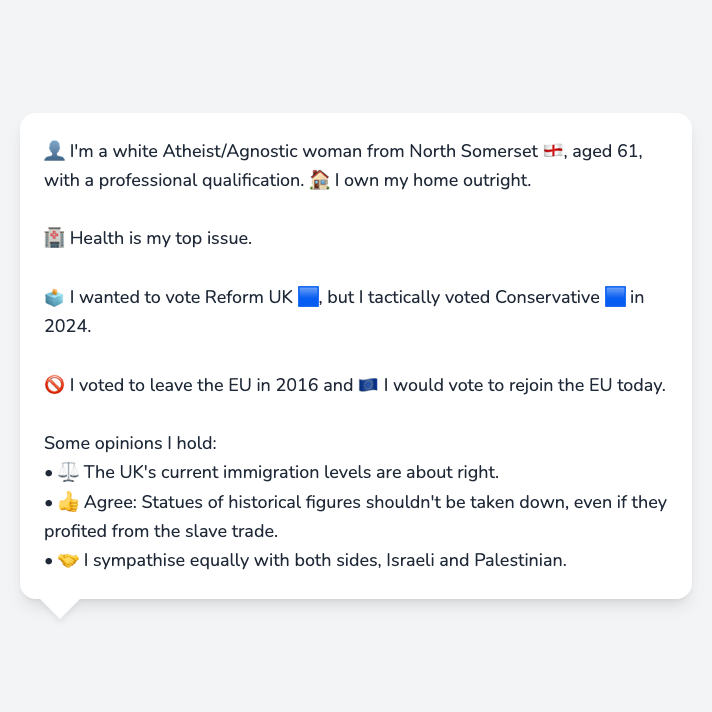 👤 I'm a white Atheist/Agnostic woman from North Somerset 🏴󠁧󠁢󠁥󠁮󠁧󠁿, aged 61,
with a professional qualification. 🏠 I own my home outright.
🏥 Health is my top issue.
🗳️ I wanted to vote Reform UK 🟦, but I tactically voted Conservative 🟦 in
2024.
🚫 I voted to leave the EU in 2016 and 🇪🇺 I would vote to rejoin the EU today.
Some opinions I hold:
• ⚖️ The UK's current immigration levels are about right.
• 👍 Agree: Statues of historical figures shouldn't be taken down, even if they
profited from the slave trade.
• 🤝 I sympathise equally with both sides, Israeli and Palestinian.